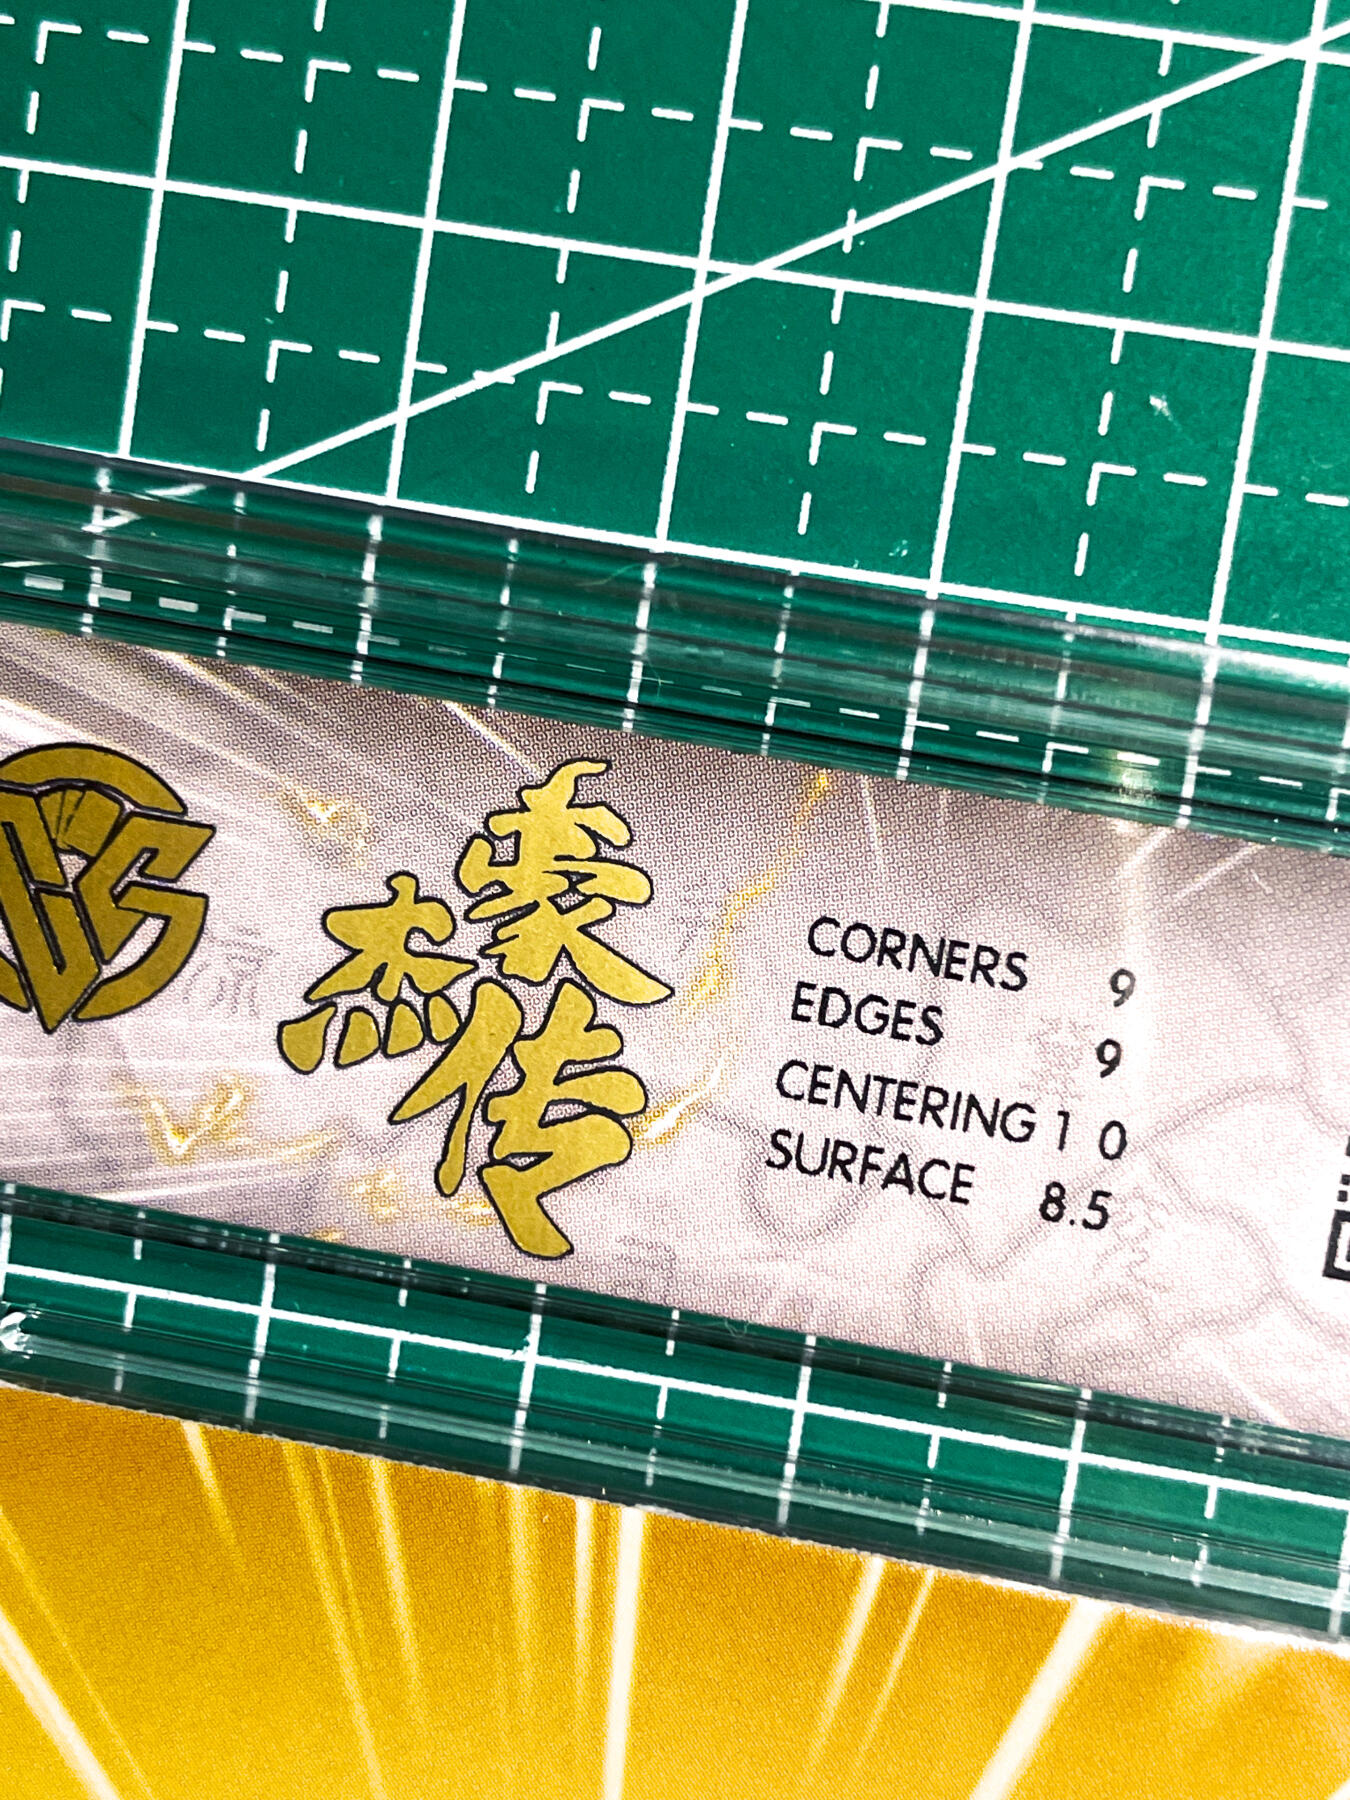 豪
杰
传
CORNERS 9
EDGES 9
CENTERING 10
SURFACE 8.5